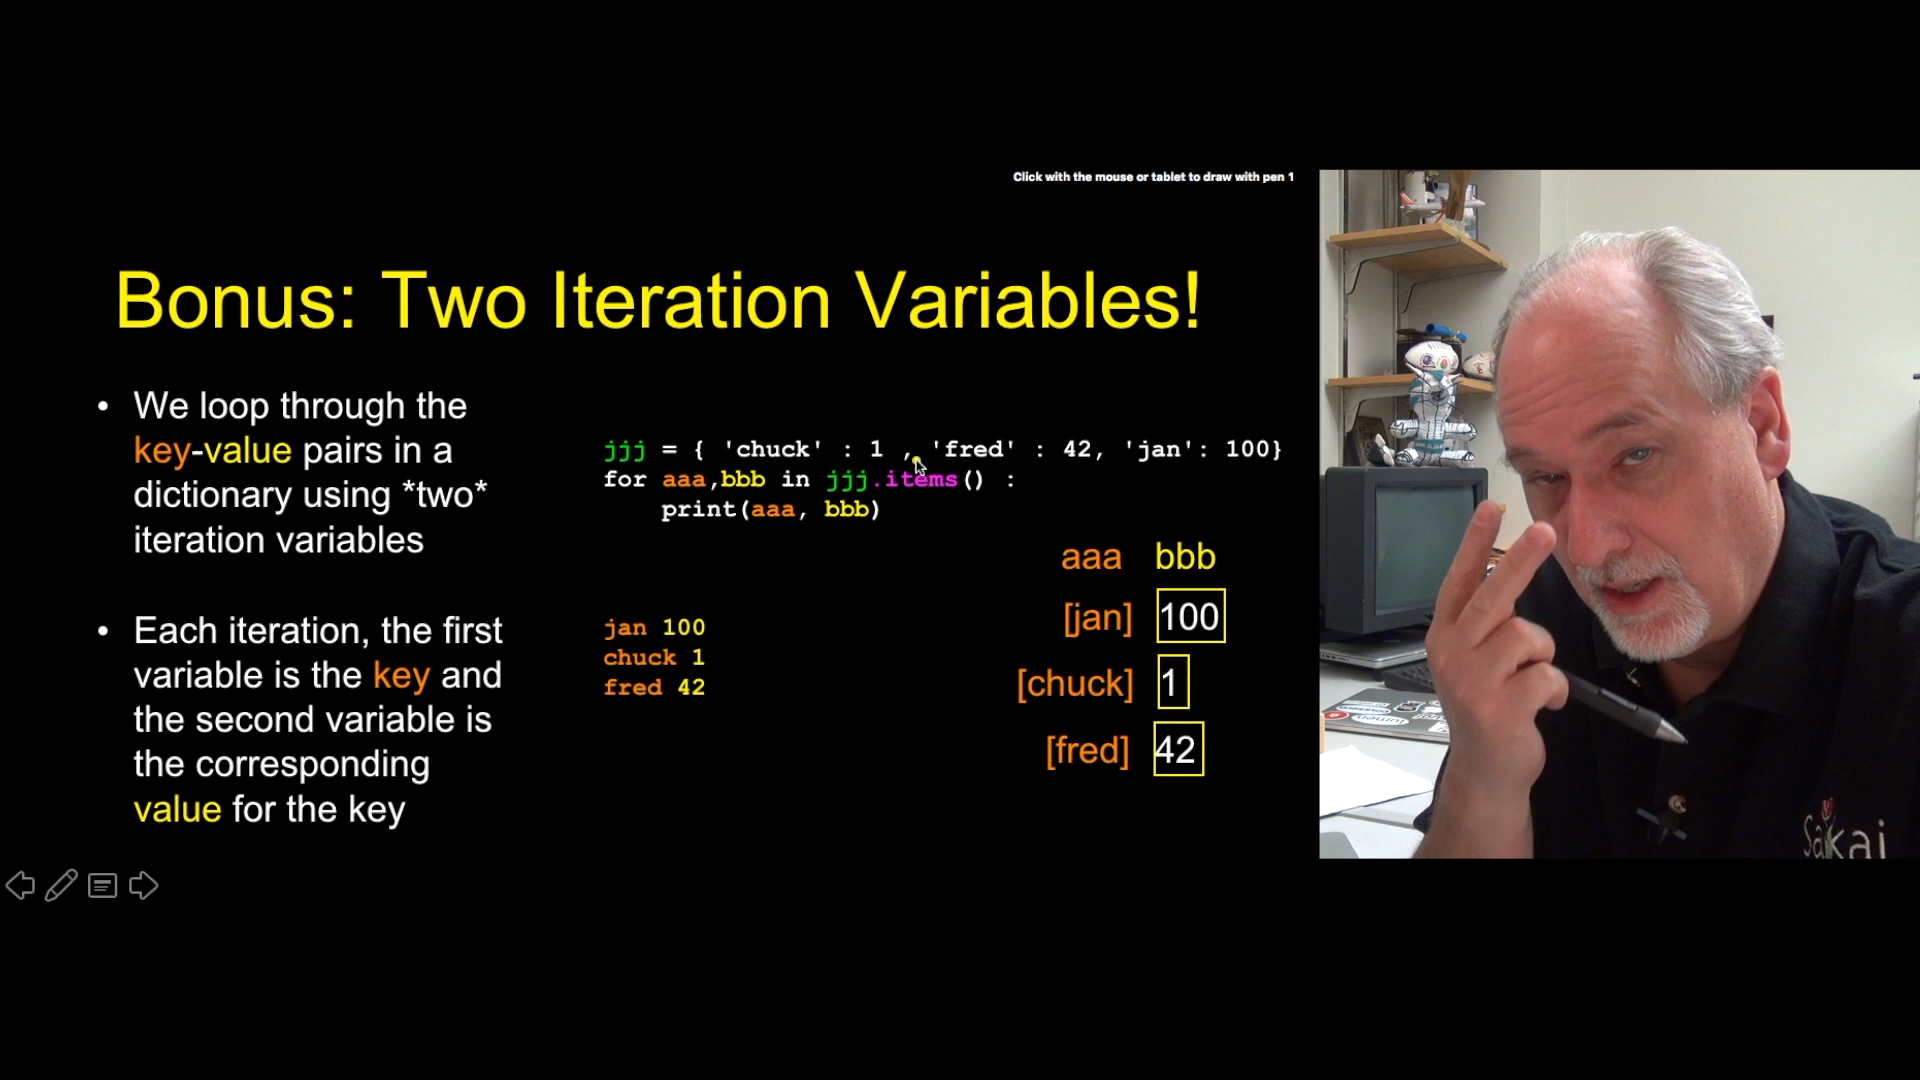 Click with the mouse or tablet to draw with pen 1
Bonus: Two Iteration Variables!
• We loop through the
key-value pairs in a
dictionary using *two*
iteration variables
• Each iteration, the first
variable is the key and
the second variable is
the corresponding
value for the key
jjj = { 'chuck' : 1 , 'fred' : 42, 'jan': 100}
for aaa,bbb in jjj.items() :
print(aaa, bbb)
jan 100
chuck 1
fred 42
aaa bbb
[jan] 100
[chuck] 1
[fred] 42
Sakai